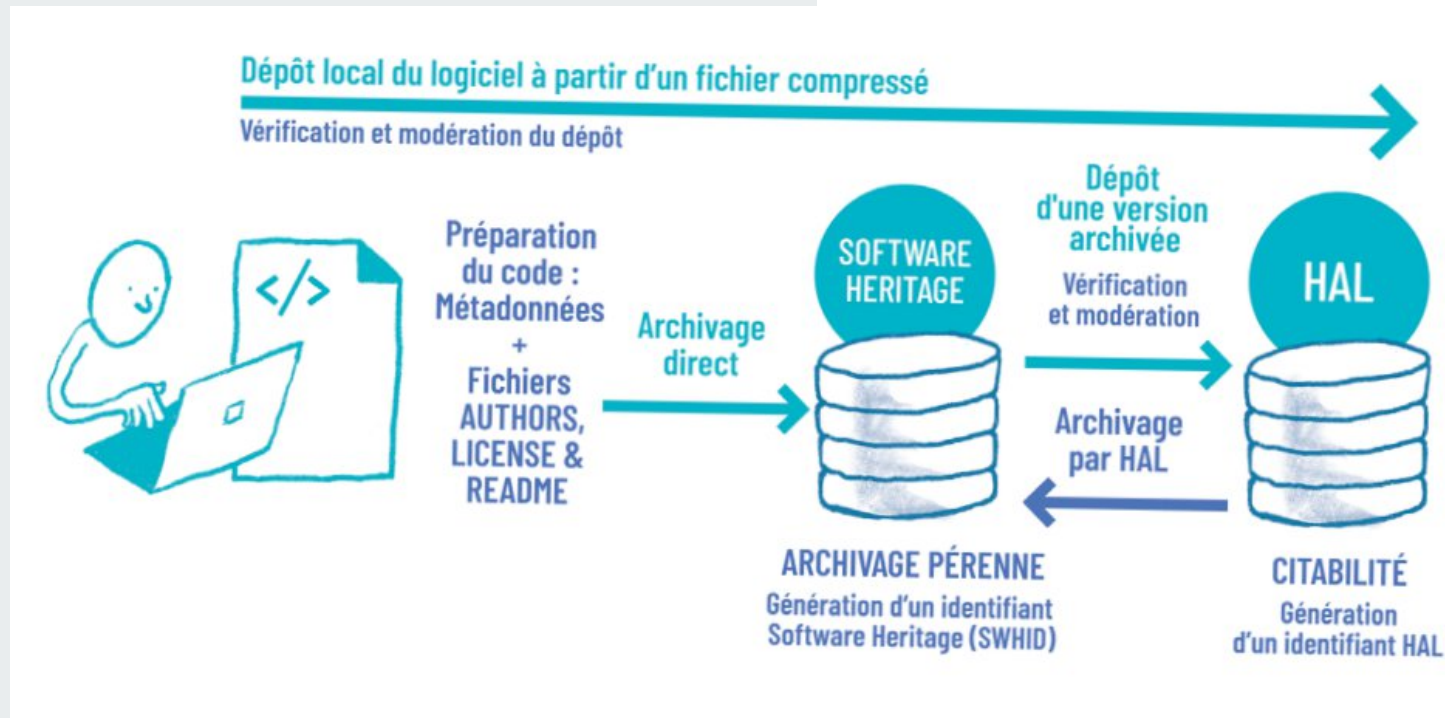 Dépôt local du logiciel à partir d'un fichier compressé
Vérification et modération du dépôt
</>
Préparation
du code :
Métadonnées
+
Fichiers
AUTHORS,
LICENSE &
README
Archivage
direct
SOFTWARE
HERITAGE
ARCHIVAGE PÉRENNE
Génération d'un identifiant
Software Heritage (SWHID)
Dépôt
d'une version
archivée
Vérification
et modération
Archivage
par HAL
HAL
CITABILITÉ
Génération
d'un identifiant HAL